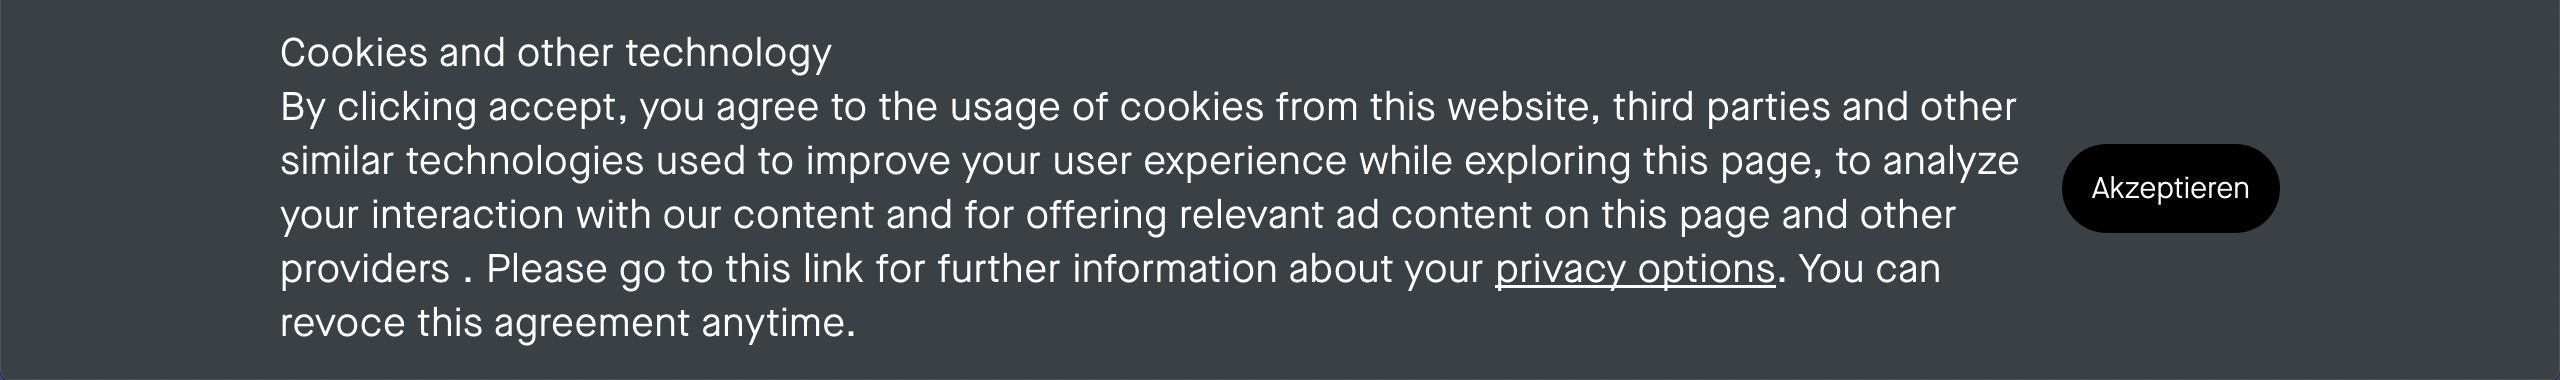 Cookies and other technology
By clicking accept, you agree to the usage of cookies from this website, third parties and other
similar technologies used to improve your user experience while exploring this page, to analyze
your interaction with our content and for offering relevant ad content on this page and other
providers . Please go to this link for further information about your privacy options. You can
revoce this agreement anytime.
Akzeptieren